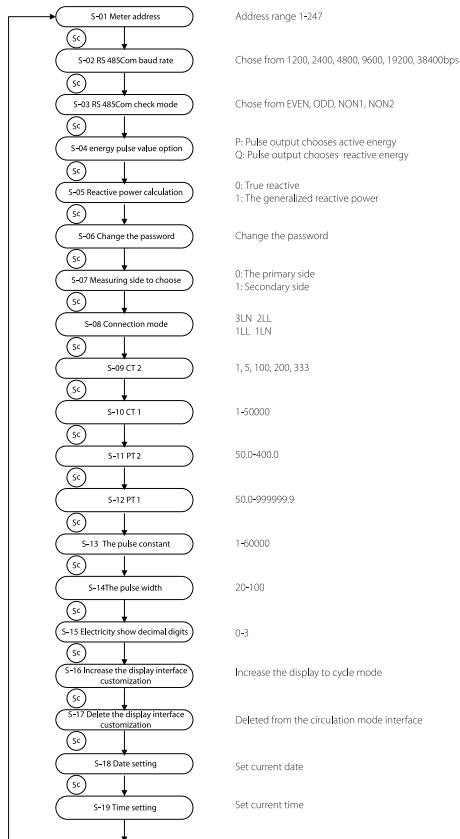 S-01 Meter address
Address range 1-247
Sc
S-02 RS 485Com baud rate
Chose from 1200, 2400, 4800, 9600, 19200, 38400bps
Sc
S-03 RS 485Com check mode
Chose from EVEN, ODD, NON1, NON2
Sc
S-04 energy pulse value option
P: Pulse output chooses active energy
Q: Pulse output chooses reactive energy
Sc
S-05 Reactive power calculation
0: True reactive
1: The generalized reactive power
Sc
S-06 Change the password
Change the password
Sc
S-07 Measuring side to choose
0: The primary side
1: Secondary side
Sc
S-08 Connection mode
3LN 2LL
1LL 1LN
Sc
S-09 CT 2
1, 5, 100, 200, 333
Sc
S-10 CT 1
1-50000
Sc
S-11 PT 2
50.0-400.0
Sc
S-12 PT 1
50.0-999999.9
Sc
S-13 The pulse constant
1-60000
Sc
S-14The pulse width
20-100
Sc
S-15 Electricity show decimal digits
0-3
Sc
S-16 Increase the display interface
customization
Increase the display to cycle mode
Sc
S-17 Delete the display interface
customization
Deleted from the circulation mode interface
Sc
S-18 Date setting
Set current date
Sc
S-19 Time setting
Set current time